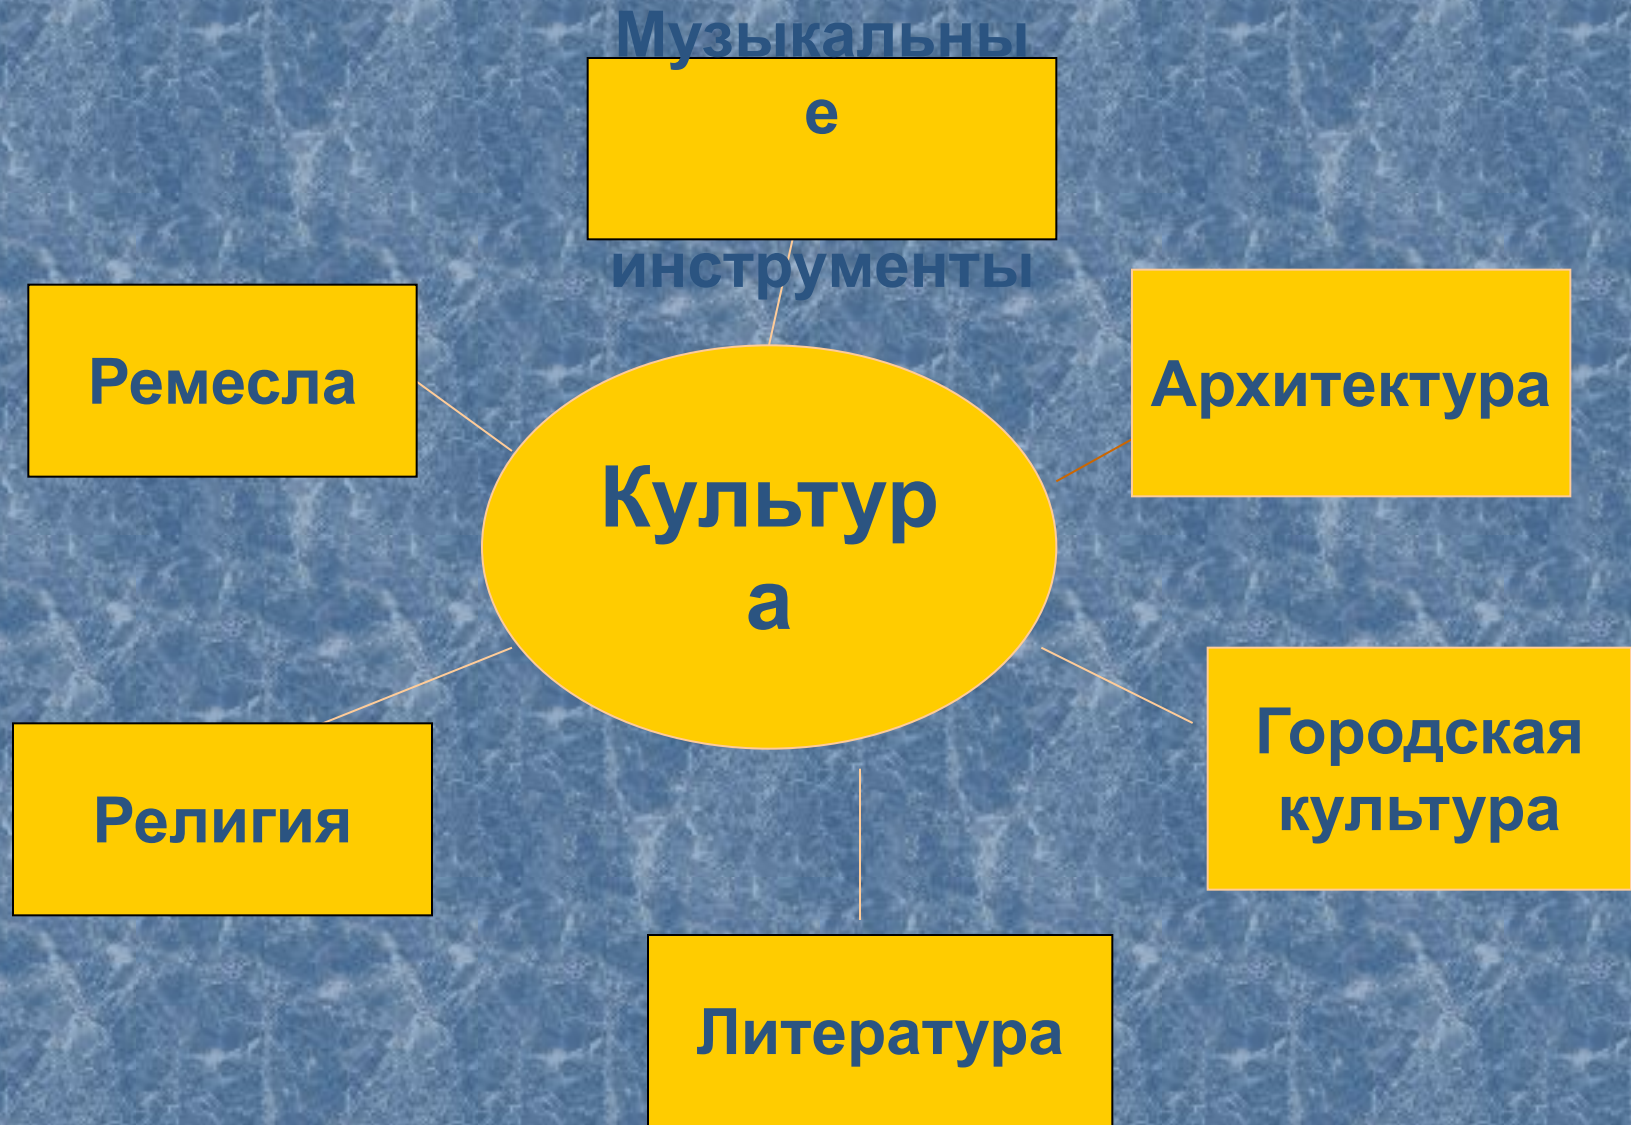 Музыкальны
е
инструменты
Ремесла
Архитектура
Культур
а
Городская
культура
Религия
Литература